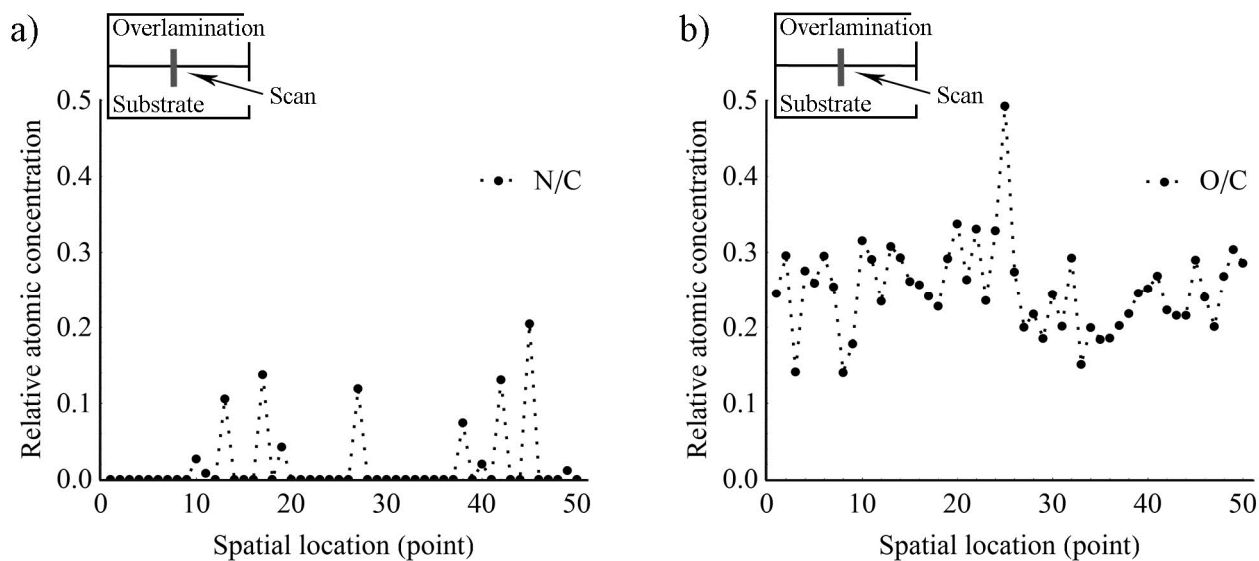 a)
Overlamination
Substrate
Scan
Relative atomic concentration
0.5
0.4
0.3
0.2
0.1
0.0
N/C
0
10
20
30
40
50
Spatial location (point)
b)
Overlamination
Substrate
Scan
Relative atomic concentration
0.5
0.4
0.3
0.2
0.1
0.0
O/C
0
10
20
30
40
50
Spatial location (point)